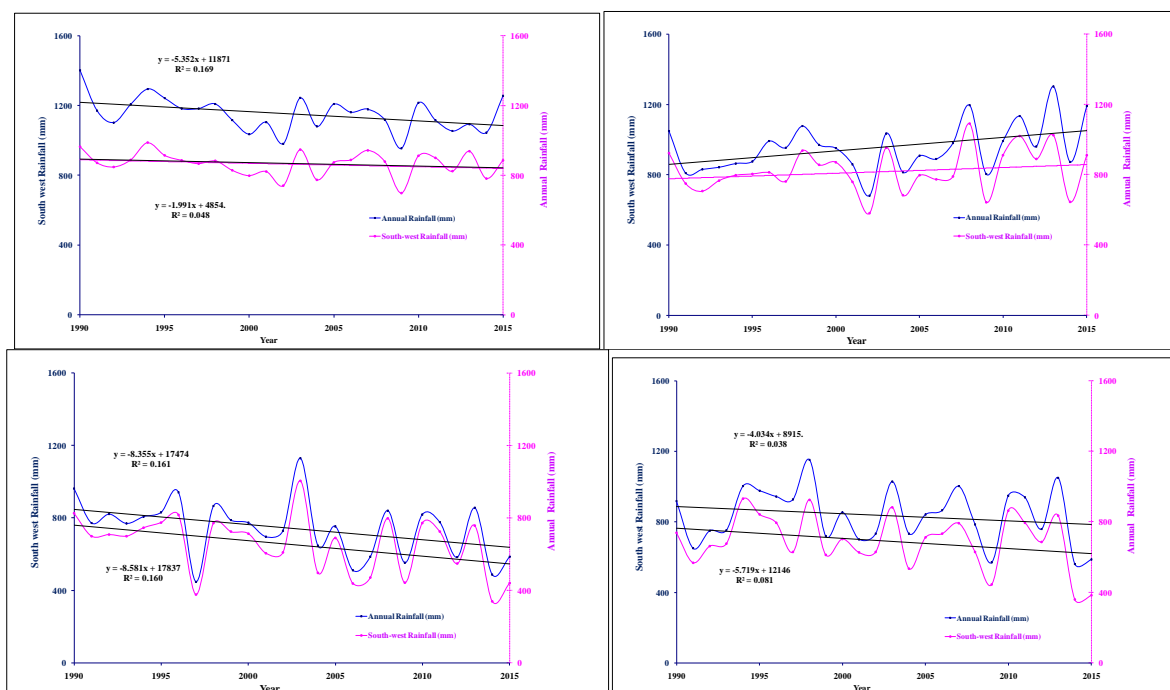 1600
1200
800
400
0
South west Rainfall (mm)
y = -5.352x + 11871
R² = 0.169
y = -1.991x + 4854.
R² = 0.048
Annual Rainfall (mm)
South-west Rainfall (mm)
1600
1200
800
400
0
Annual Rainfall (mm)
1990 1995 2000 2005 2010 2015
Year
1600
1200
800
400
0
South west Rainfall (mm)
Annual Rainfall (mm)
South-west Rainfall (mm)
1600
1200
800
400
0
Annual Rainfall (mm)
1990 1995 2000 2005 2010 2015
Year
1600
1200
800
400
0
South west Rainfall (mm)
y = -8.355x + 17474
R² = 0.161
y = -8.581x + 17837
R² = 0.160
Annual Rainfall (mm)
South-west Rainfall (mm)
1600
1200
800
400
0
Annual Rainfall (mm)
1990 1995 2000 2005 2010 2015
Year
1600
1200
800
400
0
South west Rainfall (mm)
y = -4.034x + 8915.
R² = 0.038
y = -5.719x + 12146
R² = 0.081
Annual Rainfall (mm)
South-west Rainfall (mm)
1600
1200
800
400
0
Annual Rainfall (mm)
1990 1995 2000 2005 2010 2015
Year